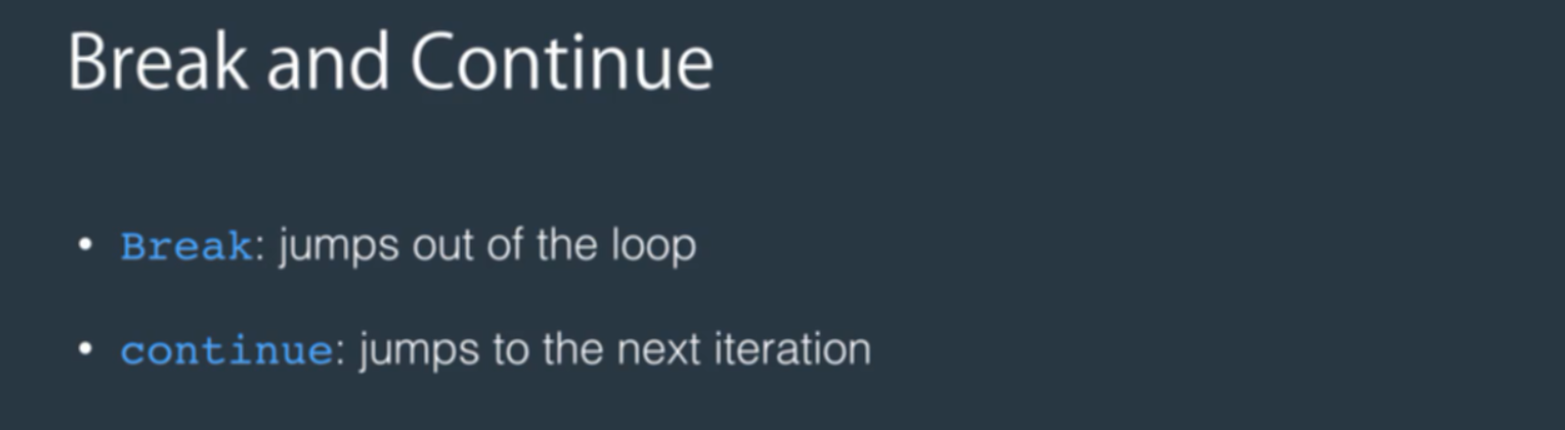 Break and Continue
• Break: jumps out of the loop
• continue: jumps to the next iteration